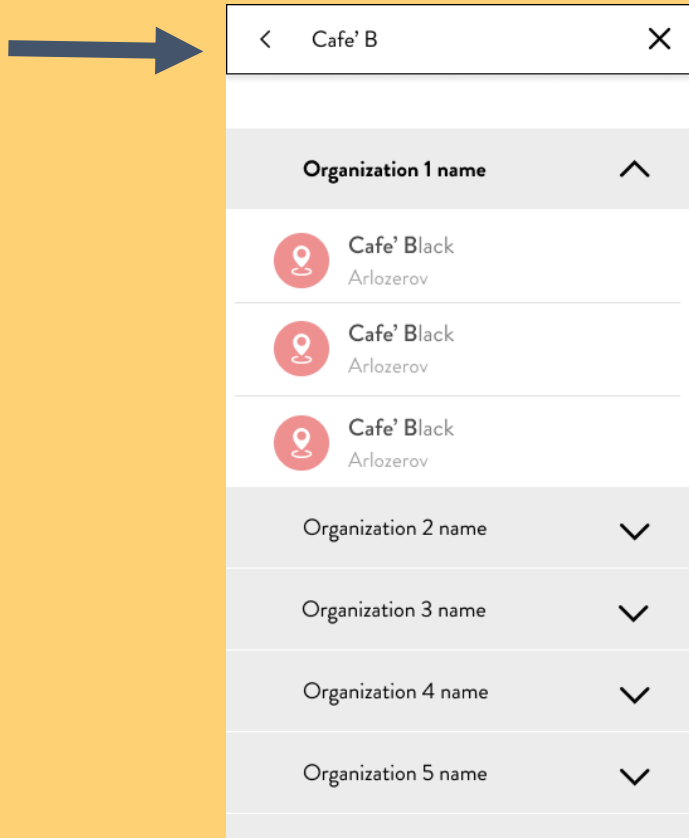 Cafe’ B
Organization 1 name
Cafe’ Black
Arlozerov
Cafe’ Black
Arlozerov
Cafe’ Black
Arlozerov
Organization 2 name
Organization 3 name
Organization 4 name
Organization 5 name